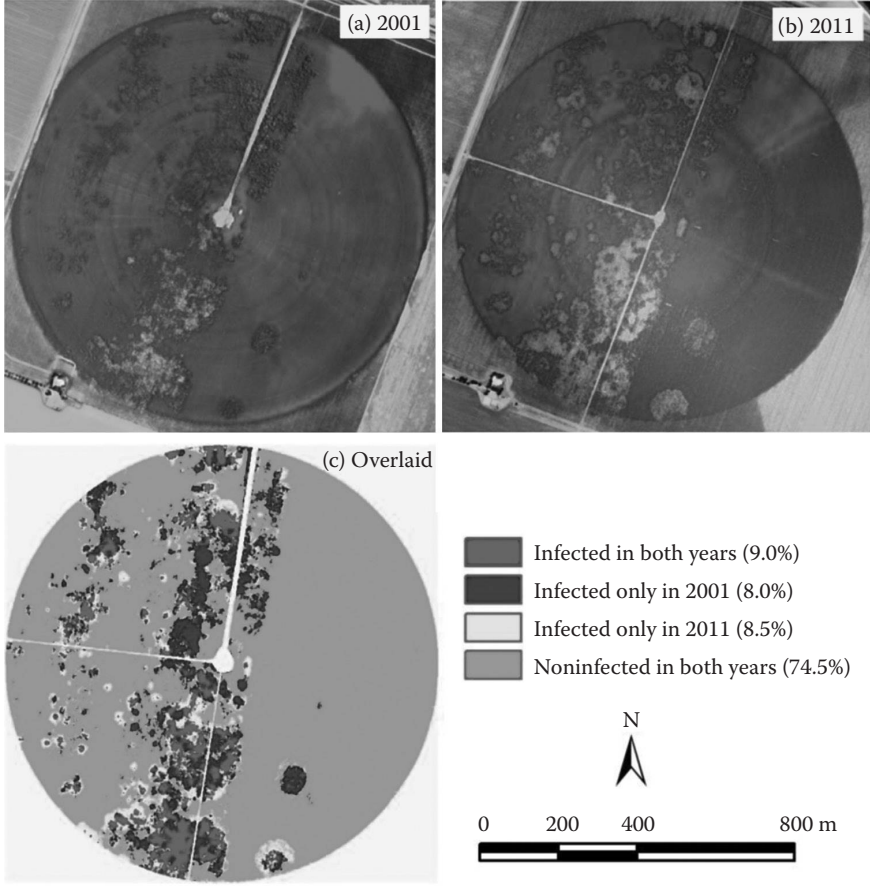 (a) 2001
(b) 2011
(c) Overlaid
Infected in both years (9.0%)
Infected only in 2001 (8.0%)
Infected only in 2011 (8.5%)
Noninfected in both years (74.5%)
N
0 200 400 800 m